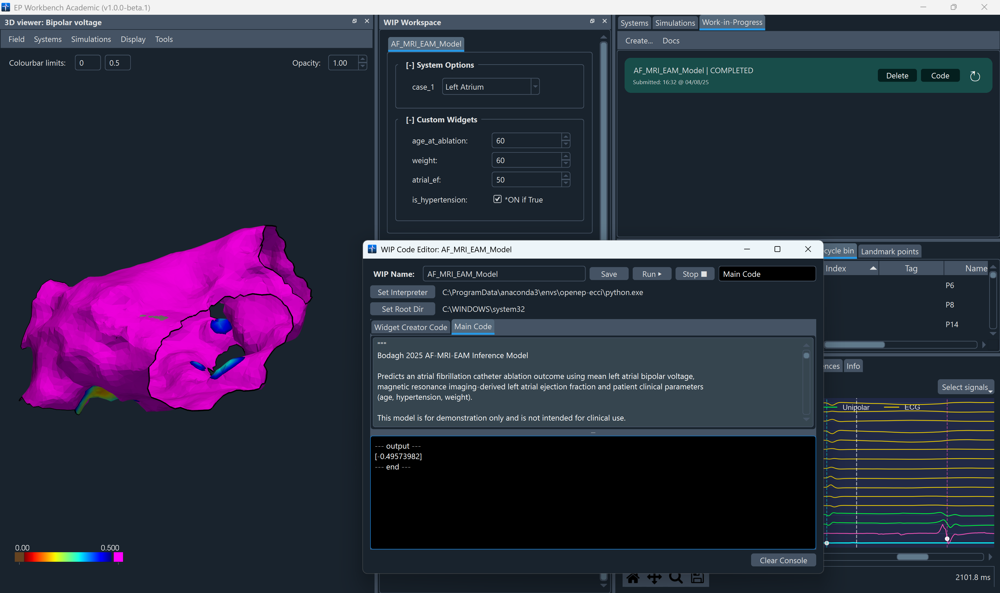 EP Workbench Academic (v1.0.0-beta.1)
3D viewer: Bipolar voltage
Field Systems Simulations Display Tools
Colourbar limits: 0 0.5 Opacity: 1.00
0.00 0.500
WIP Workspace
AF_MRI_EAM_Model
[-] System Options
case_1 Left Atrium
[-] Custom Widgets
age_at_ablation: 60
weight: 60
atrial_ef: 50
is_hypertension: *ON if True
Systems Simulations Work-in-Progress
Create... Docs
AF_MRI_EAM_Model | COMPLETED
Submitted: 16:32 @ 04/08/25
Delete Code
WIP Code Editor: AF_MRI_EAM_Model
WIP Name: AF_MRI_EAM_Model Save Run Stop Main Code
Set Interpreter C:\ProgramData\anaconda3\envs\openep-ecci\python.exe
Set Root Dir C:\WINDOWS\system32
Widget Creator Code Main Code
"""
Bodagh 2025 AF-MRI-EAM Inference Model
Predicts an atrial fibrillation catheter ablation outcome using mean left atrial bipolar voltage,
magnetic resonance imaging-derived left atrial ejection fraction and patient clinical parameters
(age, hypertension, weight).
This model is for demonstration only and is not intended for clinical use.
--- output ---
[-0.49573982]
--- end ---
Clear Console
cycle bin Landmark points
Index Tag Name
P6
P8
P14
nces Info
Select signals
Unipolar ECG
2101.8 ms